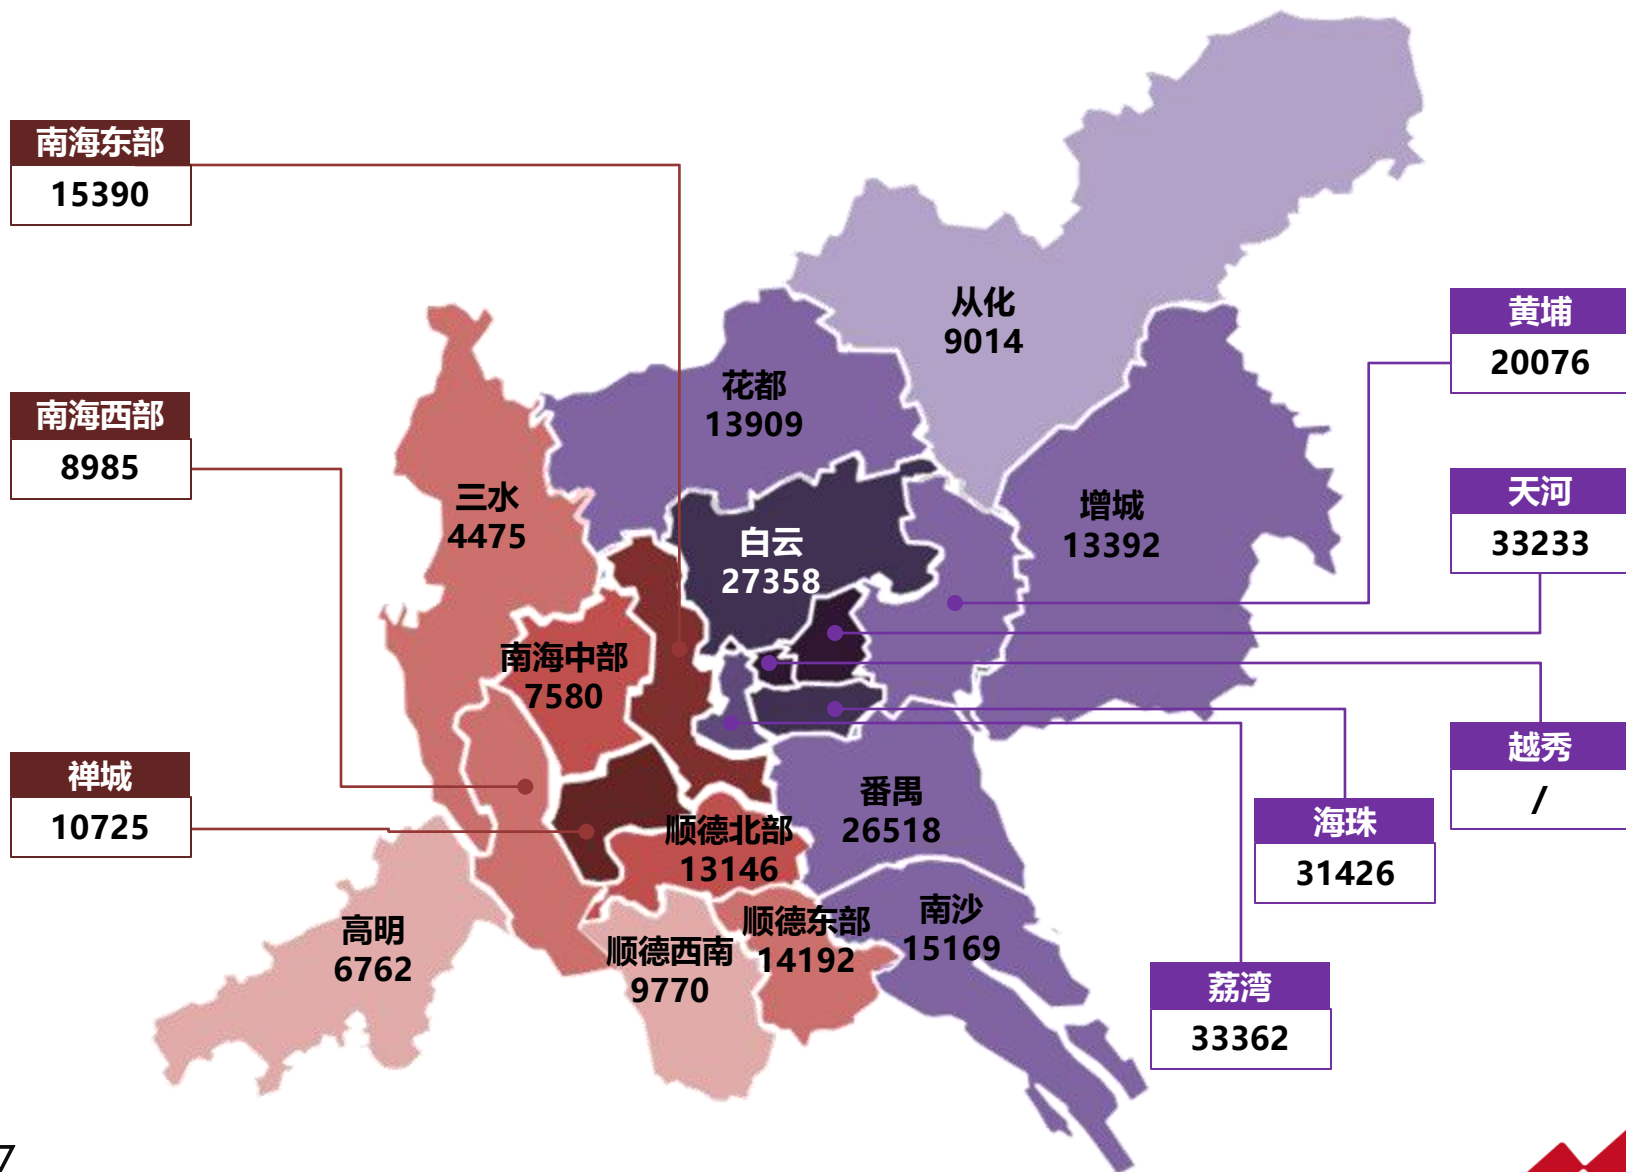 南海东部
15390
南海西部
8985
禅城
10725
从化
9014
花都
13909
三水
4475
白云
27358
增城
13392
南海中部
7580
番禺
26518
顺德北部
13146
顺德东部
14192
南沙
15169
顺德西南
9770
高明
6762
黄埔
20076
天河
33233
越秀
/
海珠
31426
荔湾
33362
7